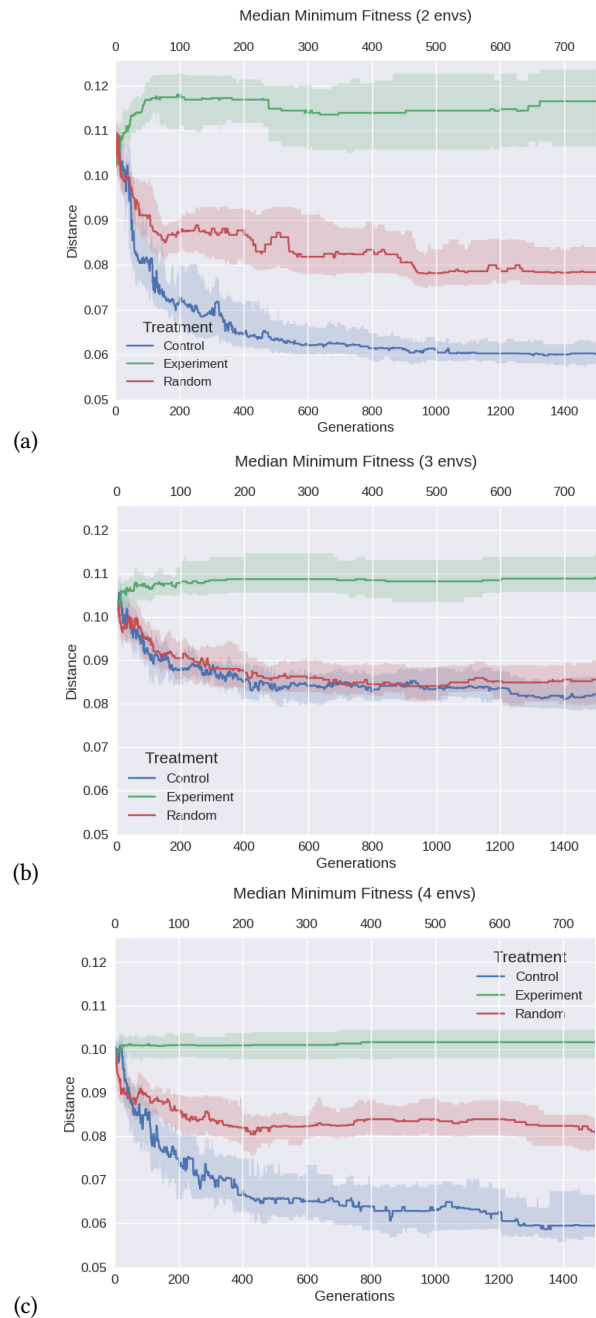 Median Minimum Fitness (2 envs)
0 100 200 300 400 500 600 700
0.12
0.11
0.10
0.09
0.08
0.07
0.06
0.05
Distance
Treatment
Control
Experiment
Random
0 200 400 600 800 1000 1200 1400
Generations
(a)
Median Minimum Fitness (3 envs)
0 100 200 300 400 500 600 700
0.12
0.11
0.10
0.09
0.08
0.07
0.06
0.05
Distance
Treatment
Control
Experiment
Random
0 200 400 600 800 1000 1200 1400
Generations
(b)
Median Minimum Fitness (4 envs)
0 100 200 300 400 500 600 700
0.12
0.11
0.10
0.09
0.08
0.07
0.06
0.05
Distance
Treatment
Control
Experiment
Random
0 200 400 600 800 1000 1200 1400
Generations
(c)